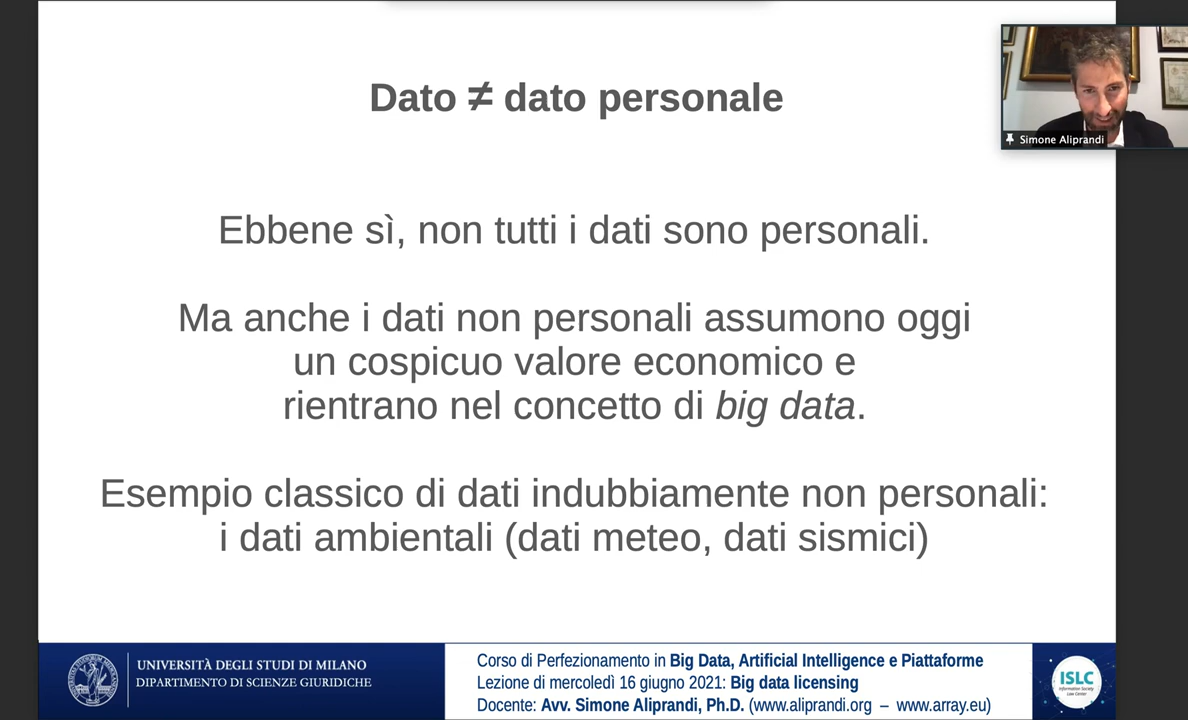 Dato ≠ dato personale
Simone Aliprandi
Ebbene sì, non tutti i dati sono personali.
Ma anche i dati non personali assumono oggi
un cospicuo valore economico e
rientrano nel concetto di big data.
Esempio classico di dati indubbiamente non personali:
i dati ambientali (dati meteo, dati sismici)
UNIVERSITÀ DEGLI STUDI DI MILANO
DIPARTIMENTO DI SCIENZE GIURIDICHE
Corso di Perfezionamento in Big Data, Artificial Intelligence e Piattaforme
Lezione di mercoledì 16 giugno 2021: Big data licensing
Docente: Avv. Simone Aliprandi, Ph.D. (www.aliprandi.org – www.array.eu)
ISLC
Information Society
Law Center